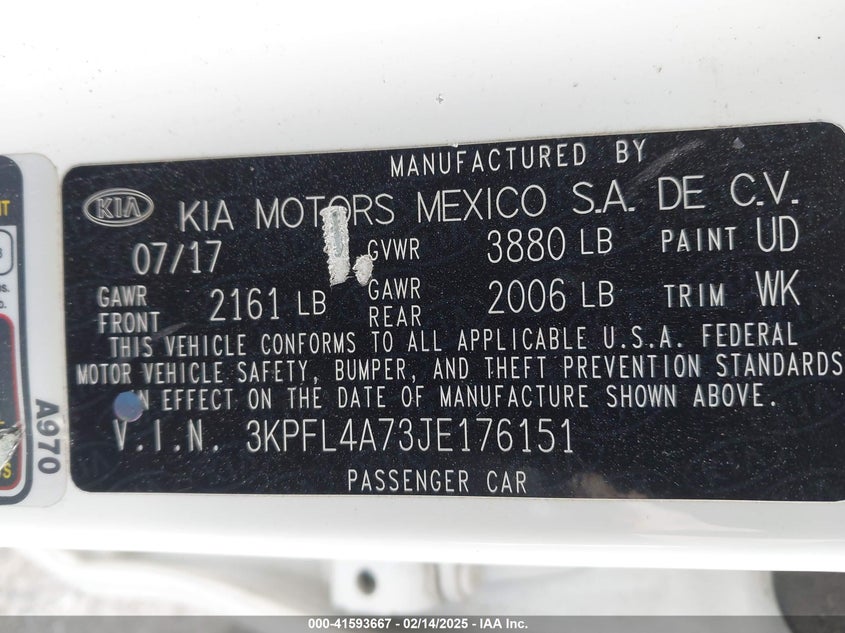 MANUFACTURED BY
KIA KIA MOTORS MEXICO S.A. DE C.V.
07/17 GVWR 3880 LB PAINT UD
GAWR FRONT 2161 LB GAWR REAR 2006 LB TRIM WK
THIS VEHICLE CONFORMS TO ALL APPLICABLE U.S.A. FEDERAL
MOTOR VEHICLE SAFETY, BUMPER, AND THEFT PREVENTION STANDARDS
N EFFECT ON THE DATE OF MANUFACTURE SHOWN ABOVE.
V.I.N. 3KPFL4A73JE176151
PASSENGER CAR
A970
000-41593667 - 02/14/2025 - IAA Inc.